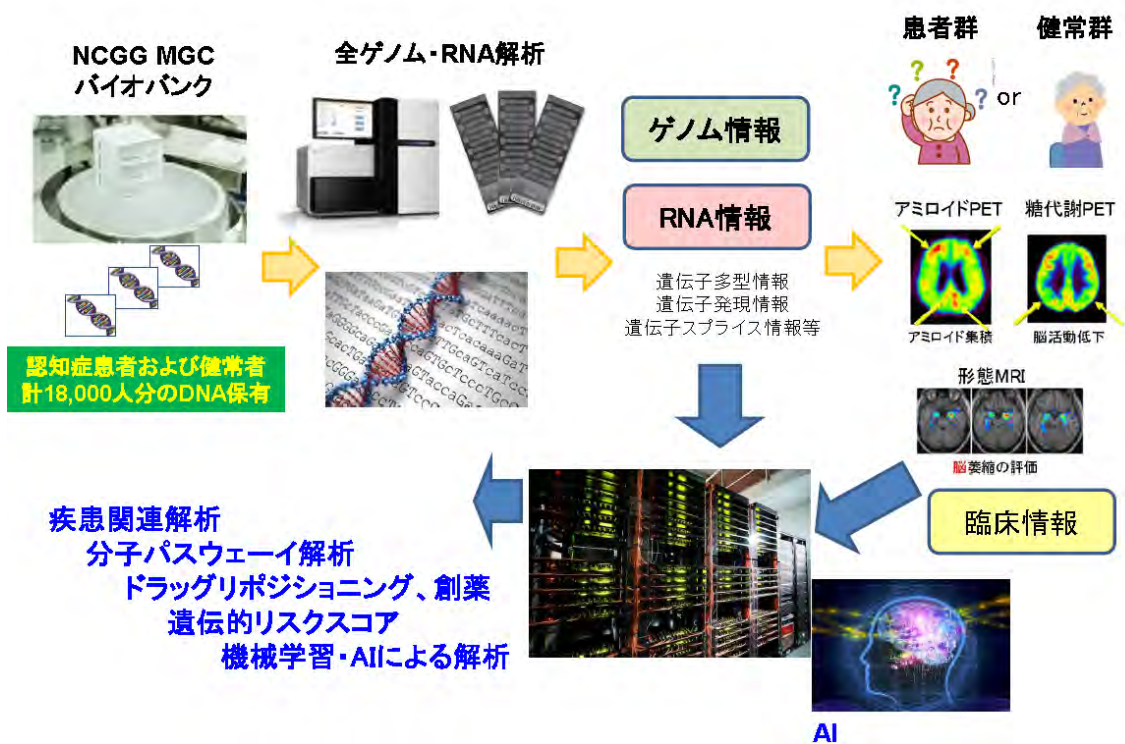 NCGG MGC
バイオバンク
認知症患者および健常者
計18,000人分のDNA保有
全ゲノム・RNA解析
ゲノム情報
RNA情報
遺伝子多型情報
遺伝子発現情報
遺伝子スプライス情報等
患者群
健常群
? ? ? ? or
アミロイドPET
糖代謝PET
アミロイド集積
脳活動低下
形態MRI
脳萎縮の評価
臨床情報
疾患関連解析
分子パスウェーイ解析
ドラッグリポジショニング、創薬
遺伝的リスクスコア
機械学習・AIによる解析
AI